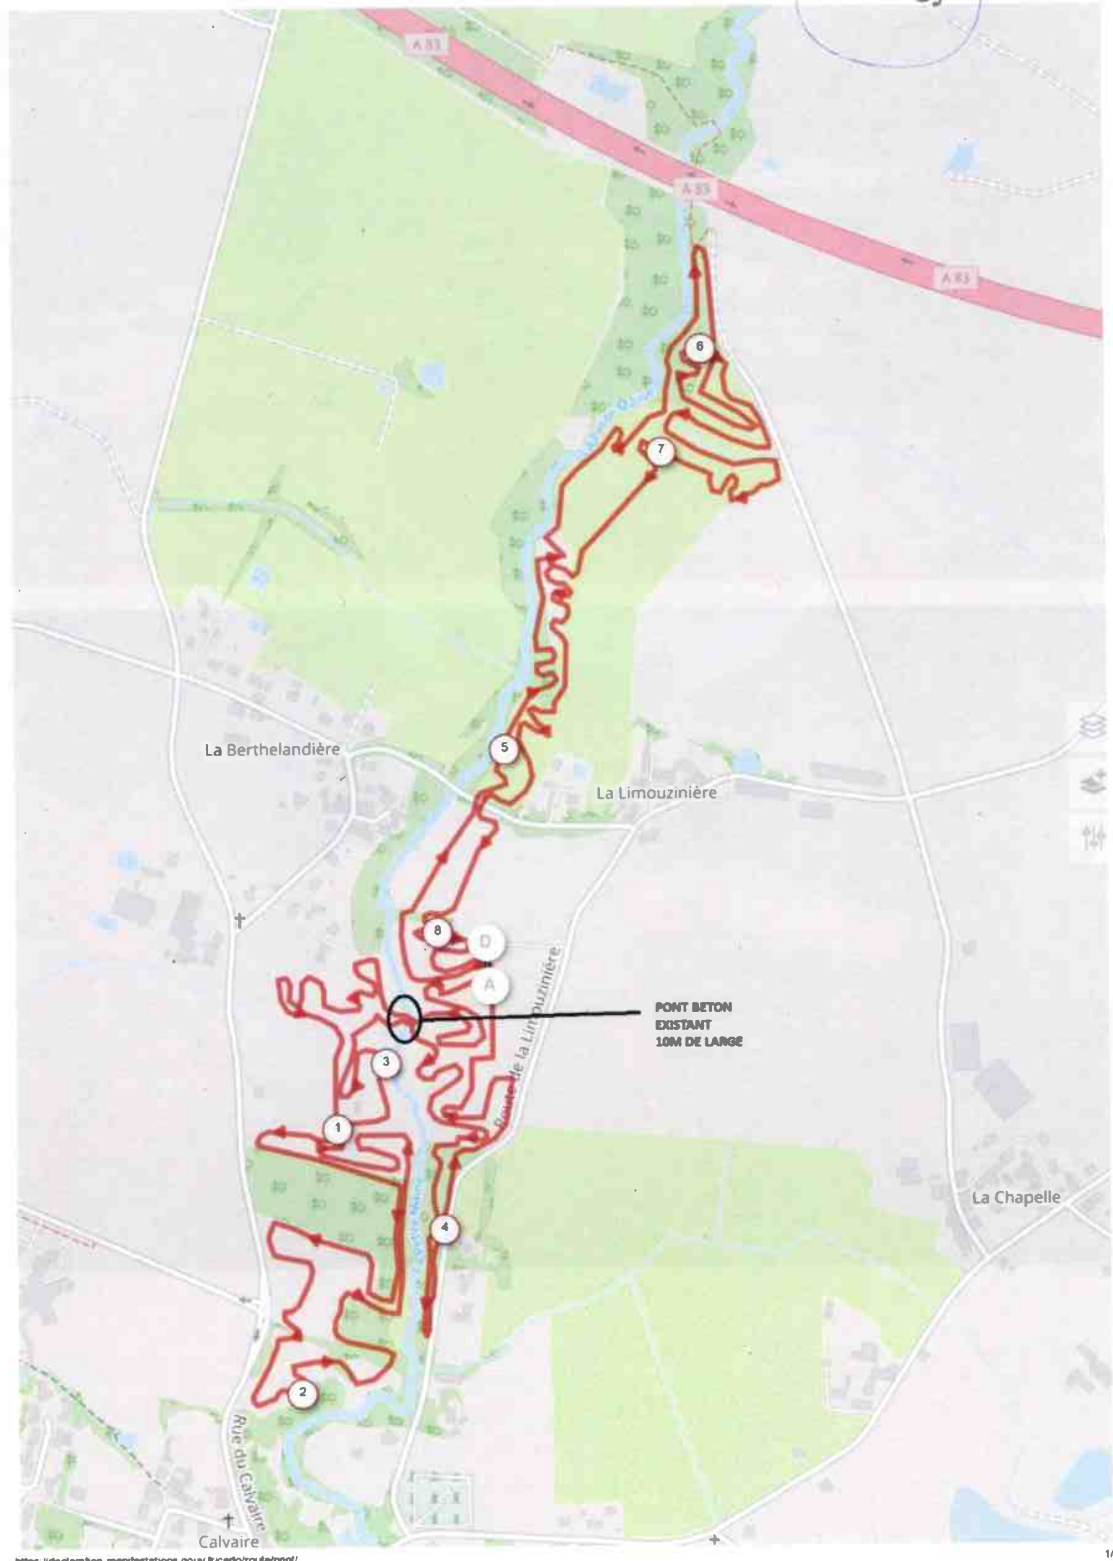 A 83
A 83
A 83
6
7
La Berthelandière
5
La Limouzinière
8
D
A
Route de la Limouzinière
PONT BETON
EXISTANT
10M DE LARGE
3
1
La Chapelle
4
2
Rue du Calvaire
Calvaire